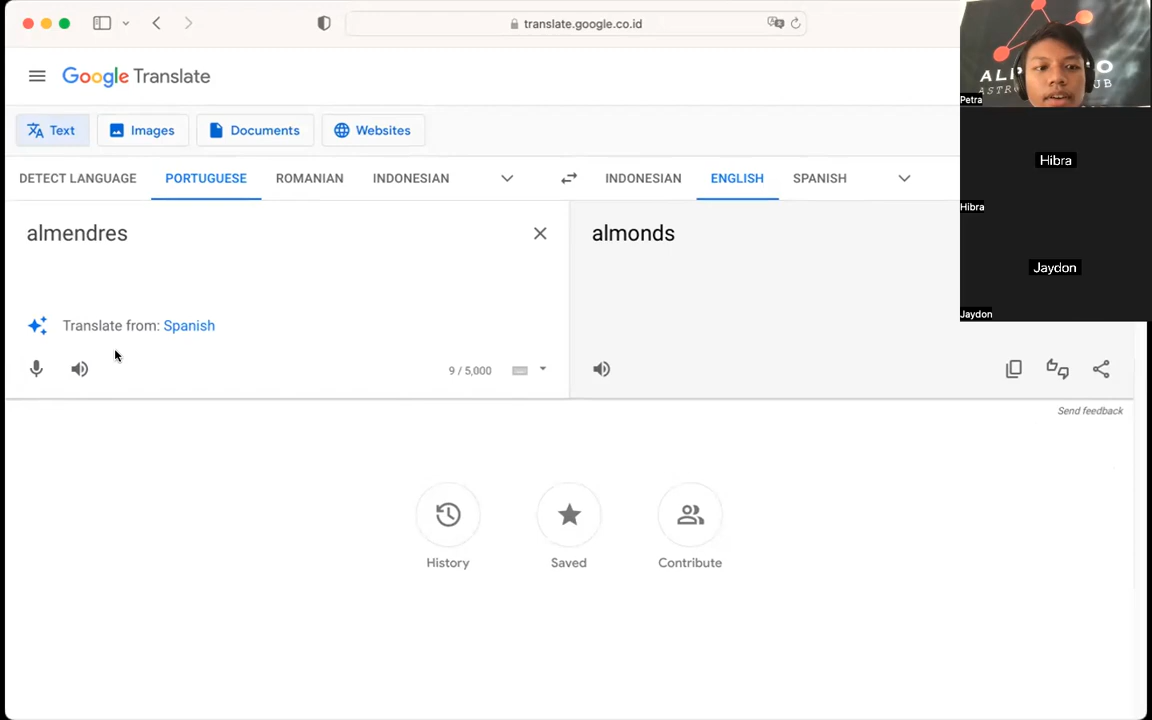 translate.google.co.id
Google Translate
Text
Images
Documents
Websites
DETECT LANGUAGE
PORTUGUESE
ROMANIAN
INDONESIAN
INDONESIAN
ENGLISH
SPANISH
almendres
almonds
Translate from: Spanish
9 / 5,000
Send feedback
History
Saved
Contribute
Petra
Hibra
Hibra
Jaydon
Jaydon